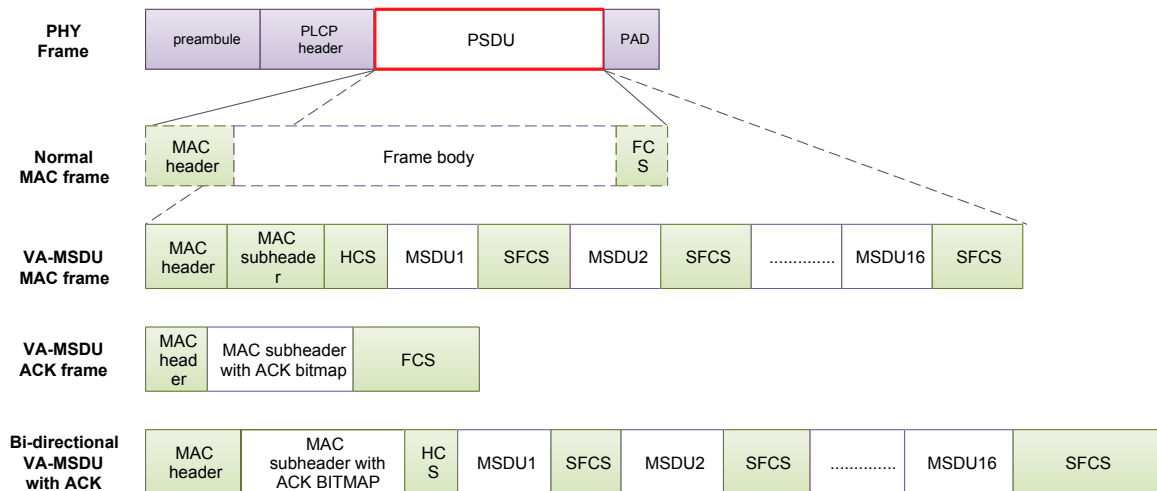 PHY
Frame
preambule
PLCP
header
PSDU
PAD
Normal
MAC frame
MAC
header
Frame body
FC
S
VA-MSDU
MAC frame
MAC
header
MAC
subheade
r
HCS
MSDU1
SFCS
MSDU2
SFCS
..............
MSDU16
SFCS
VA-MSDU
ACK frame
MAC
head
er
MAC subheader
with ACK bitmap
FCS
Bi-directional
VA-MSDU
with ACK
MAC
header
MAC
subheader with
ACK BITMAP
HC
S
MSDU1
SFCS
MSDU2
SFCS
..............
MSDU16
SFCS